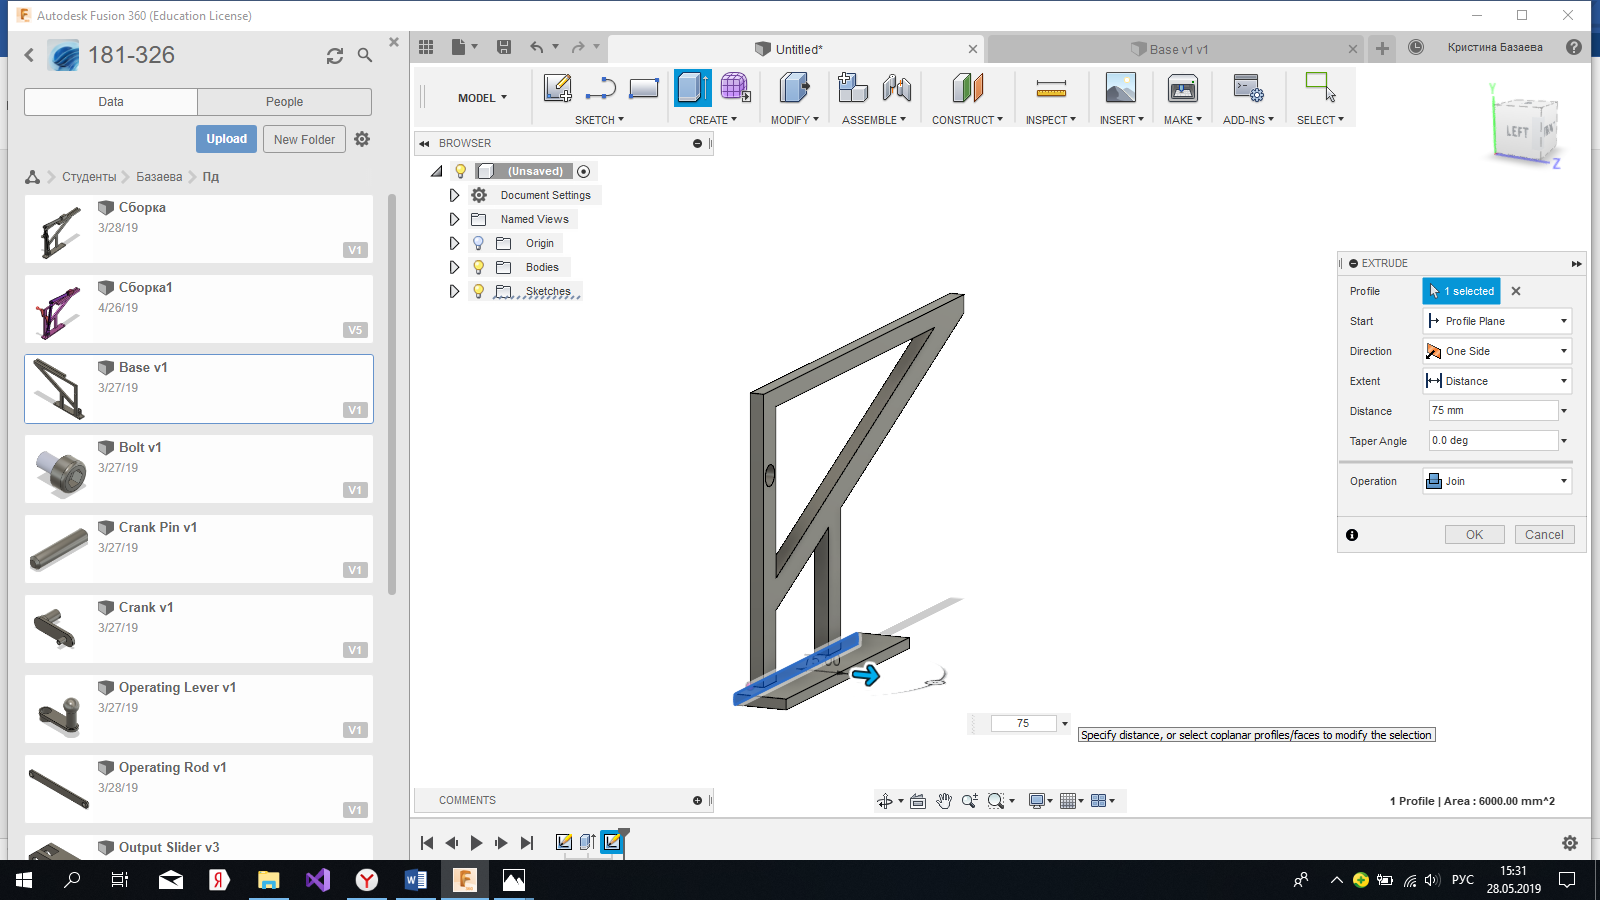 Autodesk Fusion 360 (Education License)
181-326
Data
People
Upload
New Folder
Студенты
Базаева
Пд
Сборка
3/28/19
V1
Сборка1
4/26/19
V5
Base v1
3/27/19
V1
Bolt v1
3/27/19
V1
Crank Pin v1
3/27/19
V1
Crank v1
3/27/19
V1
Operating Lever v1
3/27/19
V1
Operating Rod v1
3/28/19
V1
Output Slider v3
Untitled*
Base v1 v1
Кристина Базаева
MODEL
SKETCH
CREATE
MODIFY
ASSEMBLE
CONSTRUCT
INSPECT
INSERT
MAKE
ADD-INS
SELECT
BROWSER
(Unsaved)
Document Settings
Named Views
Origin
Bodies
Sketches
Y
LEFT
Z
EXTRUDE
Profile
1 selected
Start
Profile Plane
Direction
One Side
Extent
Distance
Distance
75 mm
Taper Angle
0.0 deg
Operation
Join
OK
Cancel
75.00
75
Specify distance, or select coplanar profiles/faces to modify the selection
COMMENTS
1 Profile | Area : 6000.00 mm^2
РУС
15:31
28.05.2019